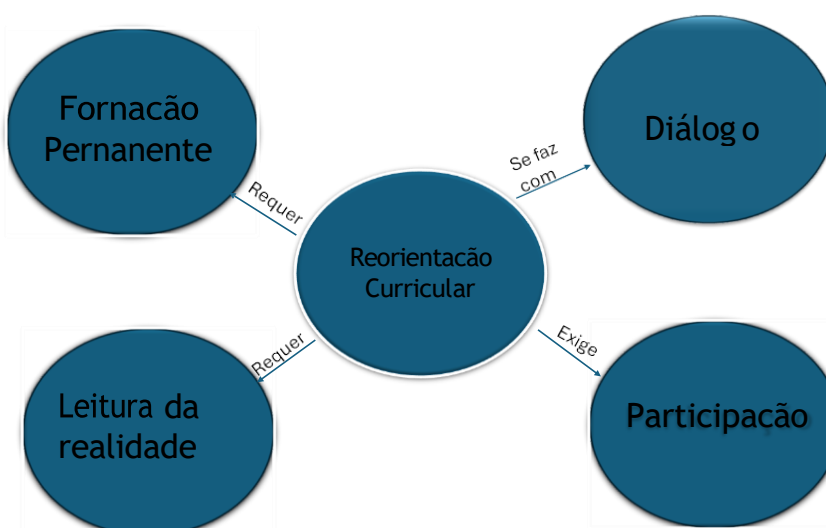 Fornacão
Pernanente
Diálog o
Se faz
com
Requer
Reorientacão
Curricular
Requer
Exige
Leitura da
realidade
Participação